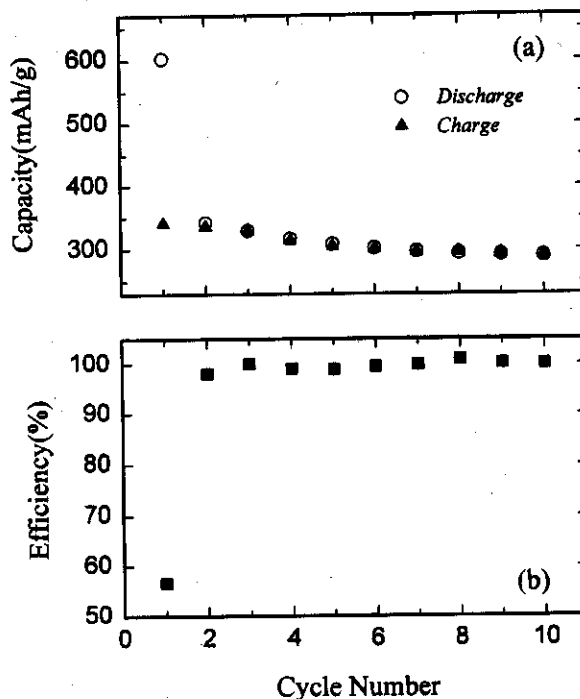 (a)
Capacity(mAh/g)
600
500
400
300
Discharge
Charge
(b)
Efficiency(%)
100
90
80
70
60
50
0 2 4 6 8 10
Cycle Number